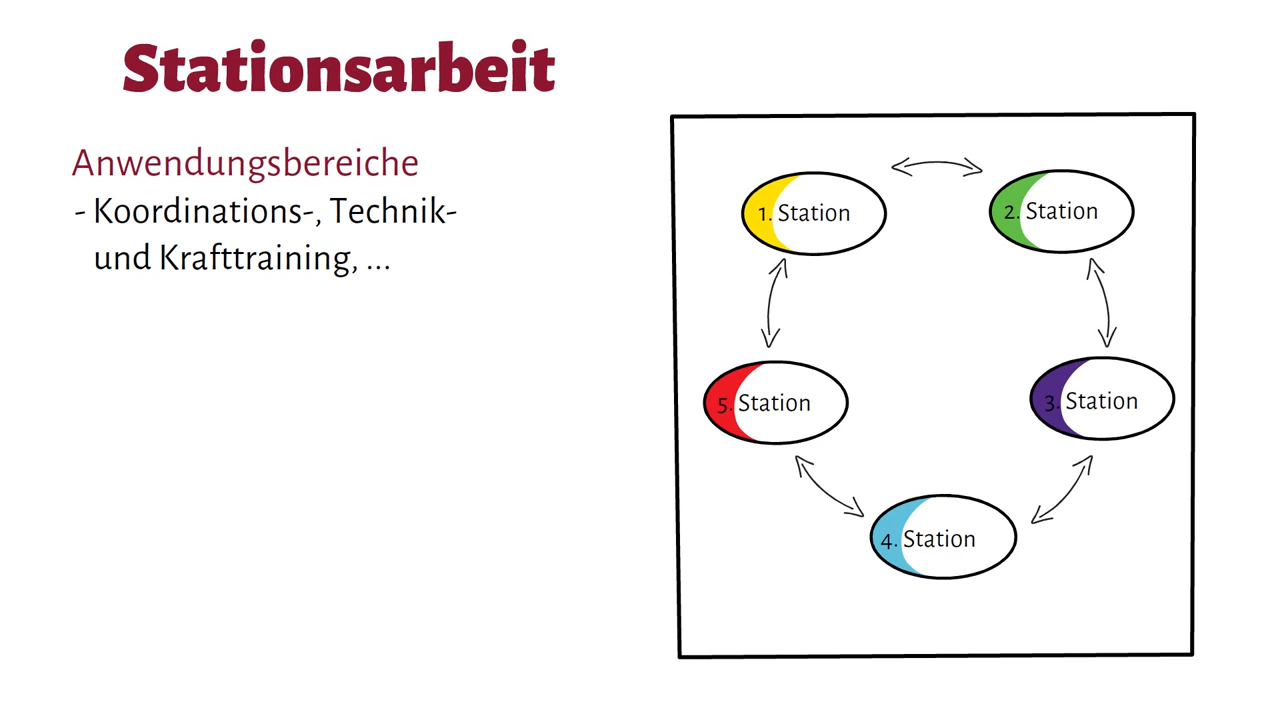 Stationsarbeit
Anwendungsbereiche
- Koordinations-, Technik-
und Krafttraining, ...
1. Station
2. Station
5. Station
3. Station
4. Station